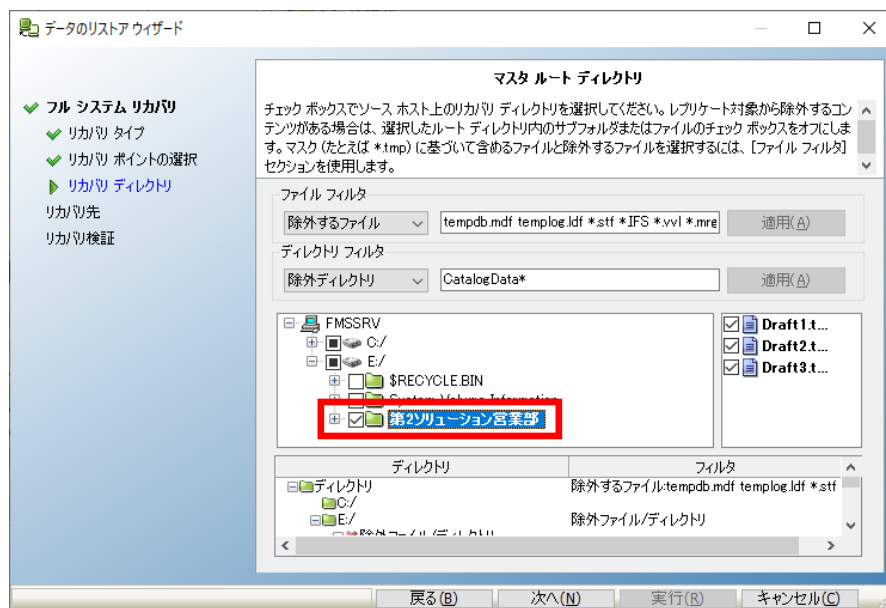 データのリストア ウィザード
フル システム リカバリ
リカバリ タイプ
リカバリ ポイントの選択
リカバリ ディレクトリ
リカバリ先
リカバリ検証
マスタ ルート ディレクトリ
チェック ボックスでソース ホスト上のリカバリ ディレクトリを選択してください。レプリケート対象から除外するコン
テンツがある場合は、選択したルート ディレクトリ内のサブフォルダまたはファイルのチェック ボックスをオフにしま
す。マスク (たとえば *.tmp) に基づいて含めるファイルと除外するファイルを選択するには、[ファイル フィルタ]
セクションを使用します。
ファイル フィルタ
除外するファイル tempdb.mdf templog.ldf *.stf *IFS *.vvl *.mrg 適用(A)
ディレクトリ フィルタ
除外ディレクトリ CatalogData* 適用(A)
FMSSRV
C:/
E:/
$RECYCLE.BIN
System Volume Information
第2ソリューション営業部
Draft1.t...
Draft2.t...
Draft3.t...
ディレクトリ フィルタ
ディレクトリ 除外するファイル:tempdb.mdf templog.ldf *.stf
C:/
E:/ 除外ファイル/ディレクトリ
除外ファイル/ディレクトリ
戻る(B) 次へ(N) 実行(R) キャンセル(C)